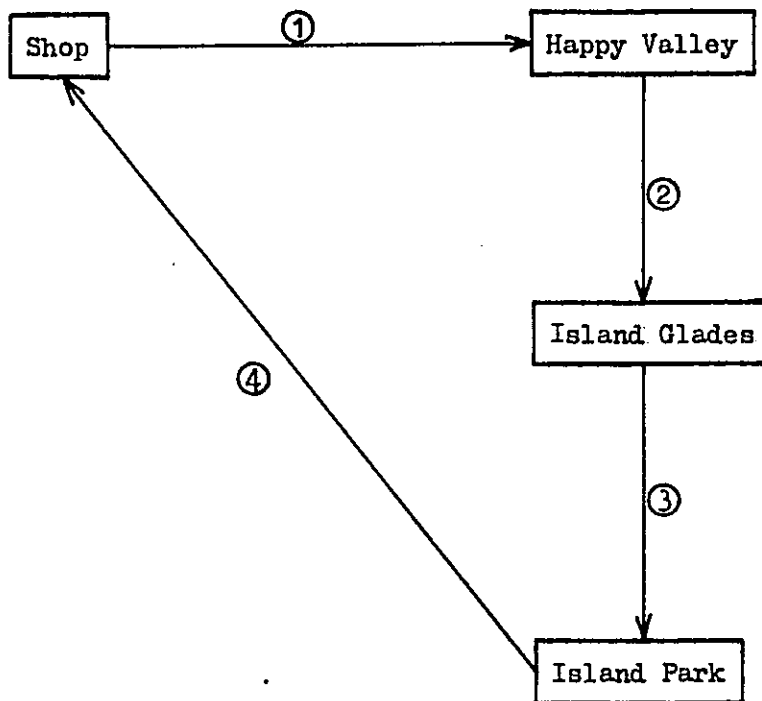 Shop
①
Happy Valley
②
Island Glades
④
③
Island Park